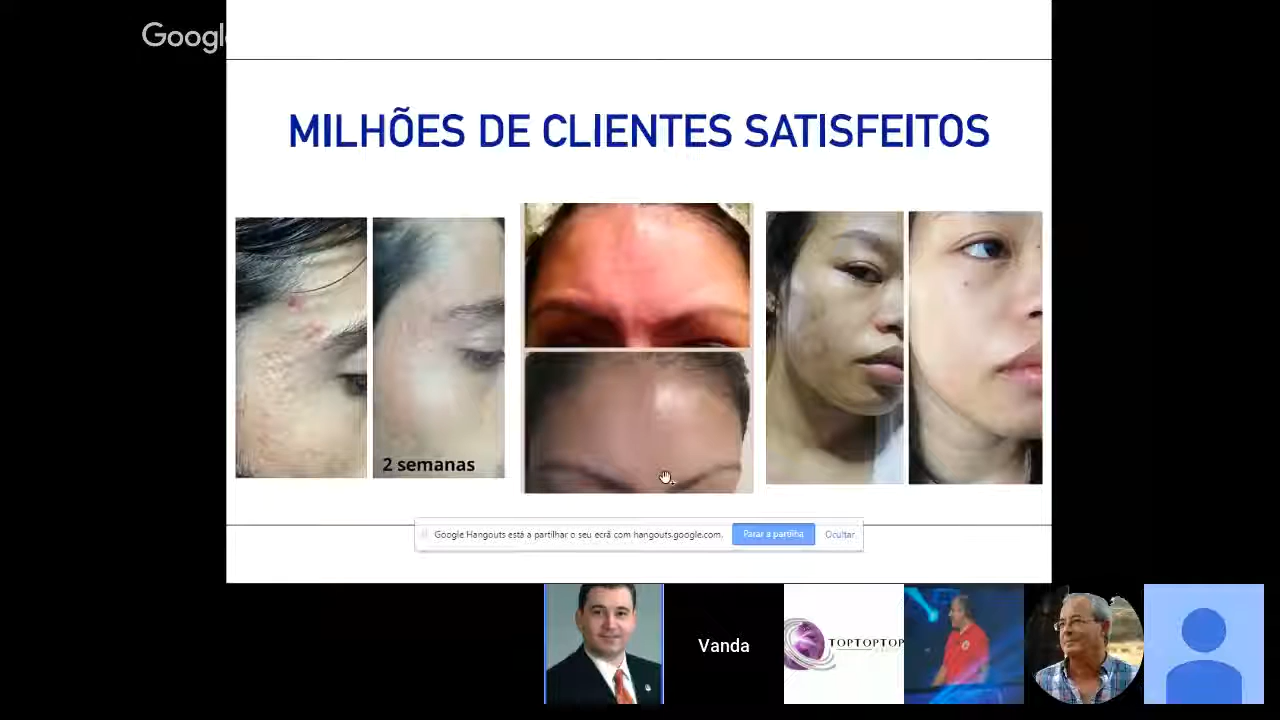 Google
MILHÕES DE CLIENTES SATISFEITOS
2 semanas
Google Hangouts está a partilhar o seu ecrã com hangouts.google.com.
Parar a partilha
Ocultar
Vanda
TOPTOPTOP